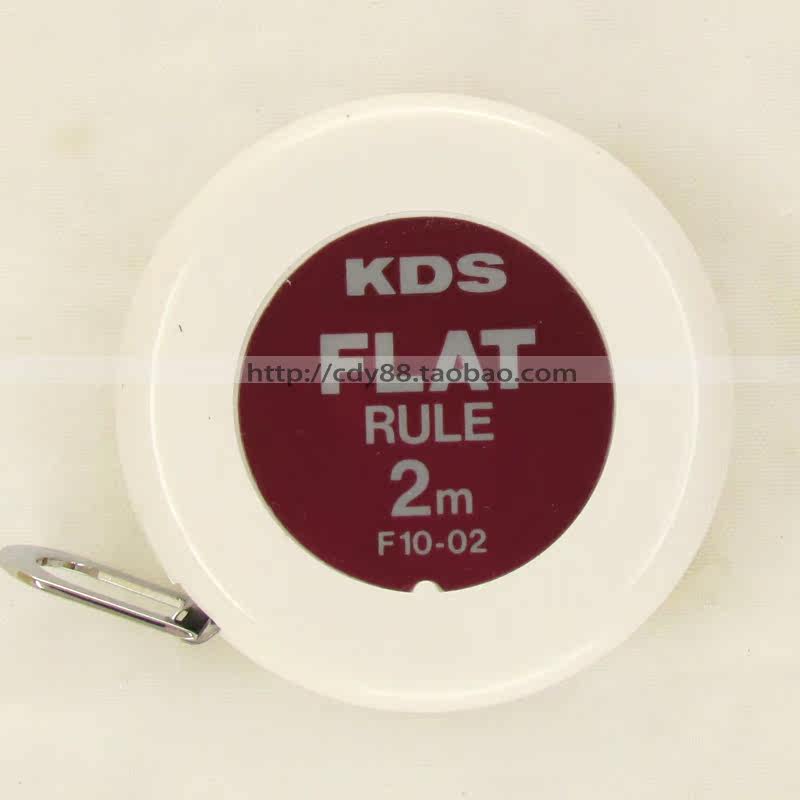 KDS
FLAT
http://cdy88.taobao.com
RULE
2m
F10-02